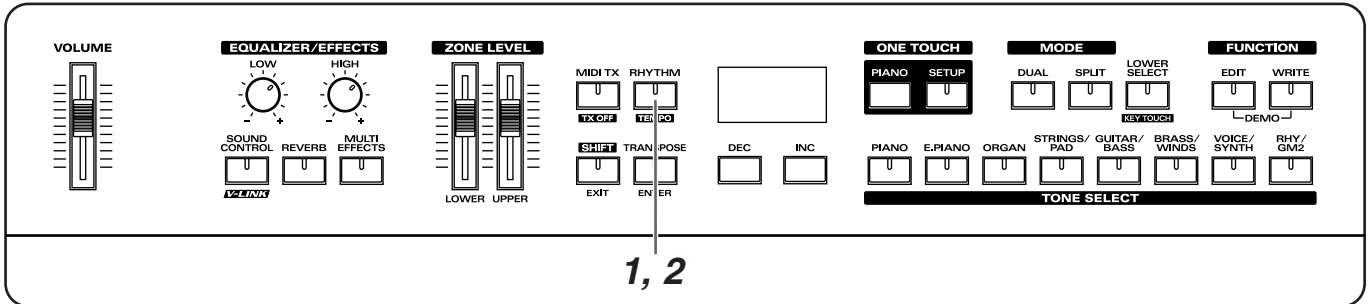 VOLUME
EQUALIZER/EFFECTS
LOW HIGH
- + - +
SOUND CONTROL REVERB MULTI EFFECTS
V-LINK
ZONE LEVEL
LOWER UPPER
MIDI TX RHYTHM
TX OFF TEMPO
SHIFT TRANSPOSE
EXIT ENTER
DEC INC
ONE TOUCH
PIANO SETUP
MODE
DUAL SPLIT LOWER SELECT
KEY TOUCH
FUNCTION
EDIT WRITE
DEMO
PIANO E.PIANO ORGAN STRINGS/PAD GUITAR/BASS BRASS/WINDS VOICE/SYNTH RHY/GM2
TONE SELECT
1, 2